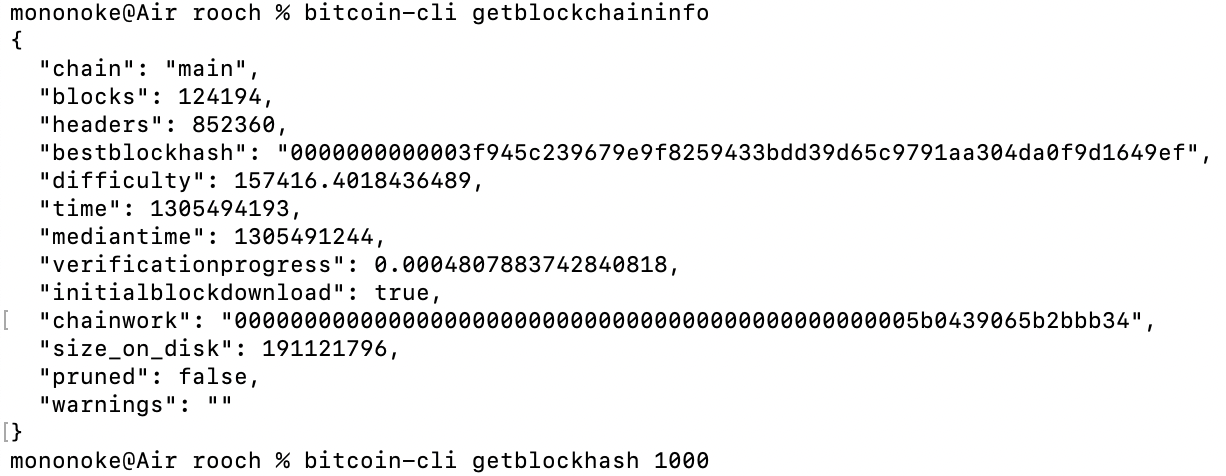 mononoke@Air rooch % bitcoin-cli getblockchaininfo
{
  "chain": "main",
  "blocks": 124194,
  "headers": 852360,
  "bestblockhash": "0000000000003f945c239679e9f8259433bdd39d65c9791aa304da0f9d1649ef",
  "difficulty": 157416.4018436489,
  "time": 1305494193,
  "mediantime": 1305491244,
  "verificationprogress": 0.0004807883742840818,
  "initialblockdownload": true,
[  "chainwork": "0000000000000000000000000000000000000000000000005b0439065b2bbb34",
  "size_on_disk": 191121796,
  "pruned": false,
  "warnings": ""
[}
mononoke@Air rooch % bitcoin-cli getblockhash 1000